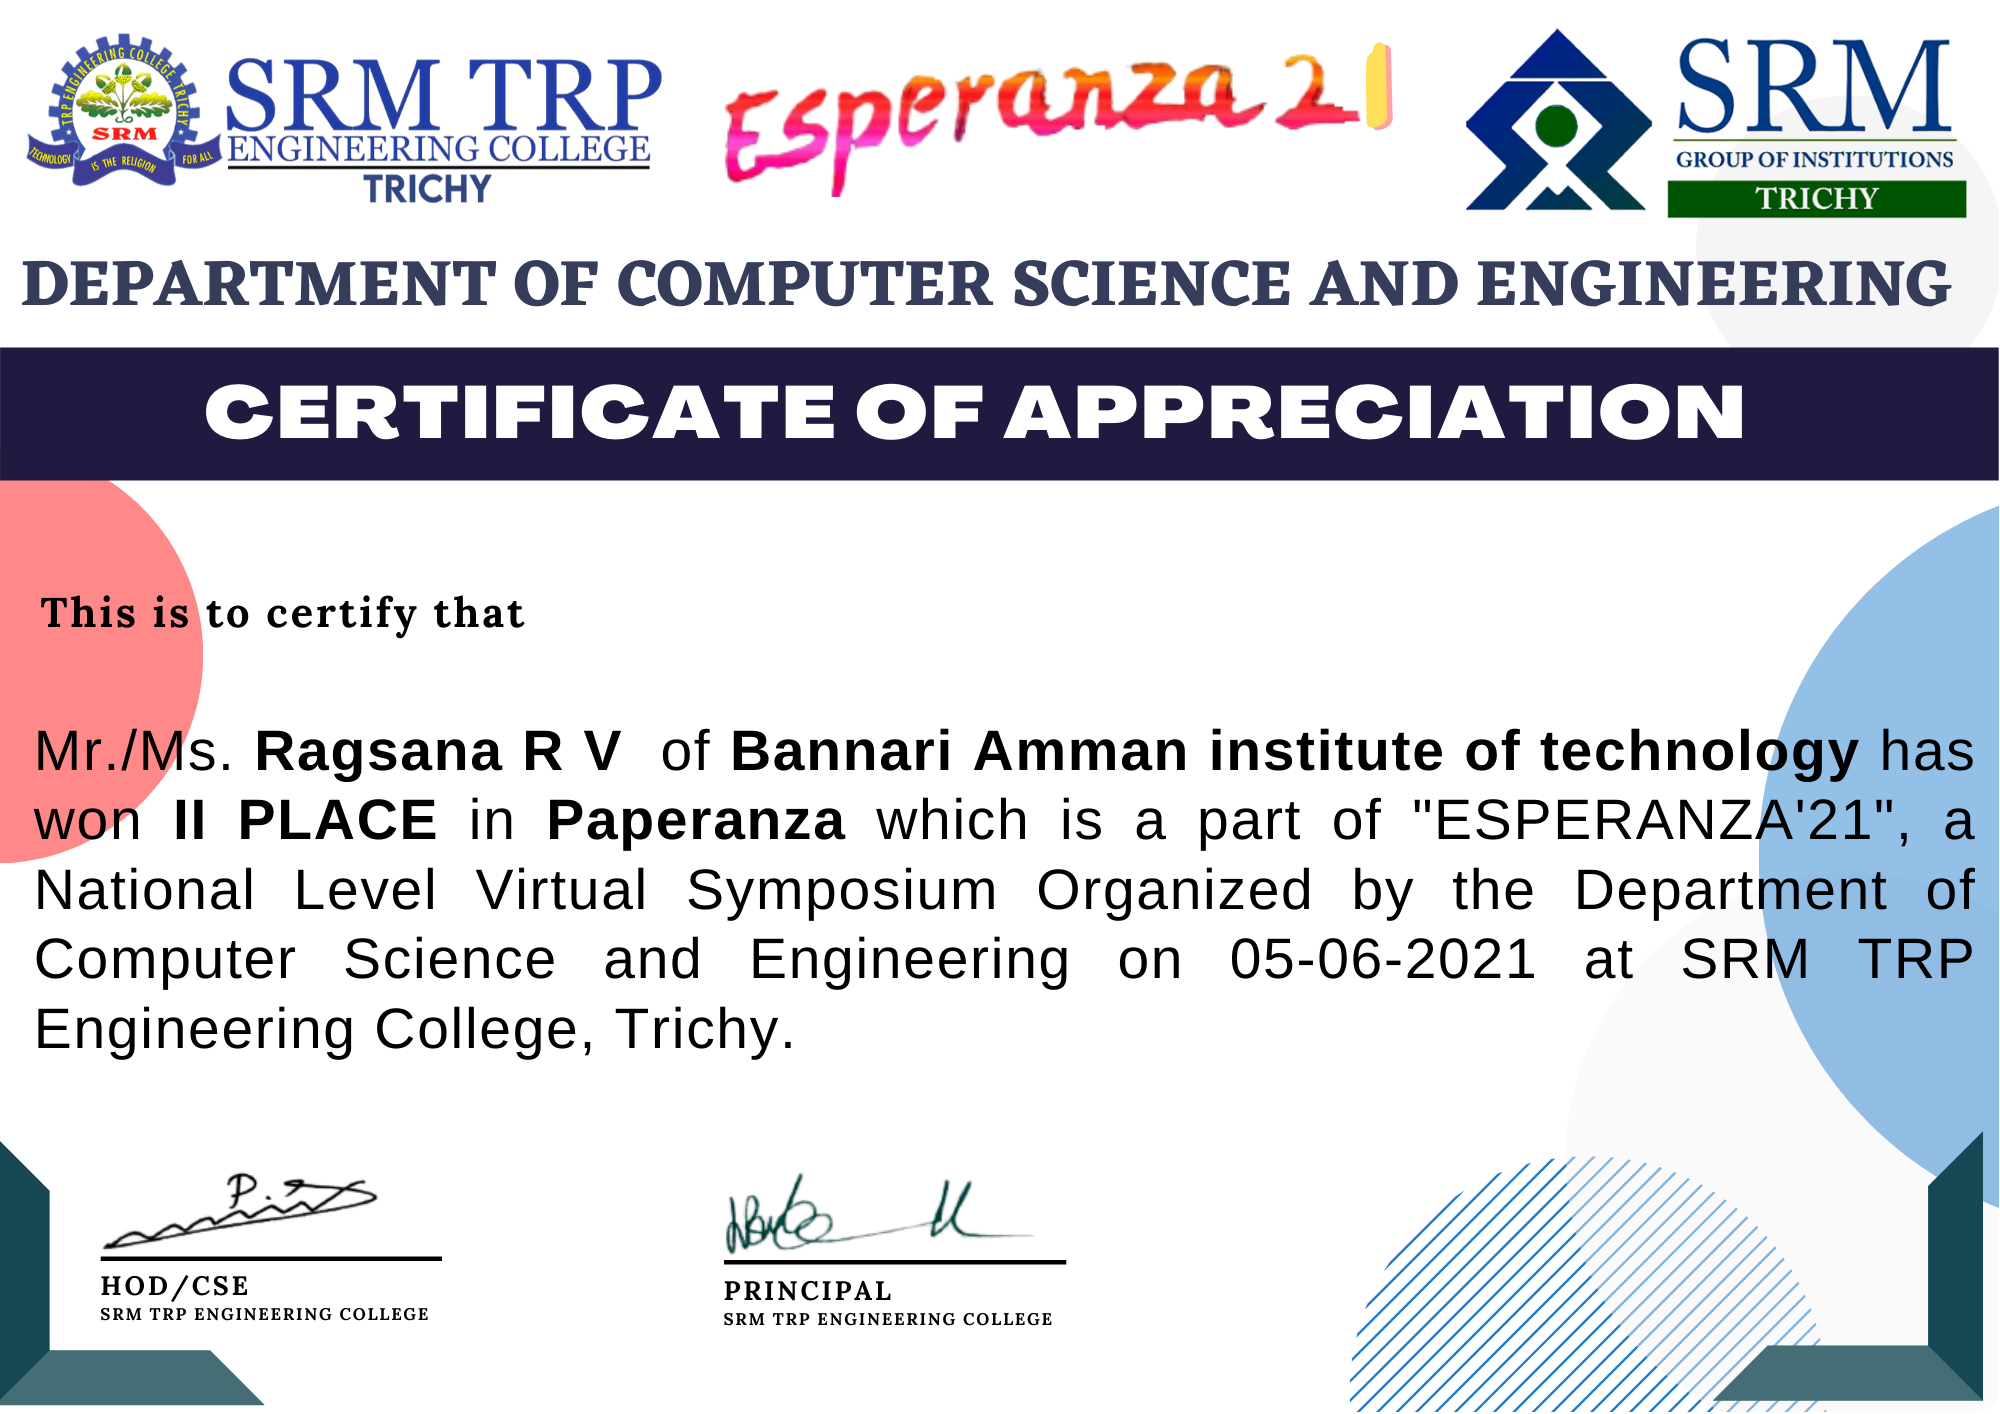 TRP ENGINEERING COLLEGE, TRICHY
SRM
TECHNOLOGY IS THE RELIGION FOR ALL
SRM TRP
ENGINEERING COLLEGE
TRICHY
Esperanza 21
SRM
GROUP OF INSTITUTIONS
TRICHY
DEPARTMENT OF COMPUTER SCIENCE AND ENGINEERING
CERTIFICATE OF APPRECIATION
This is to certify that
Mr./Ms. Ragsana R V of Bannari Amman institute of technology has
won II PLACE in Paperanza which is a part of "ESPERANZA'21", a
National Level Virtual Symposium Organized by the Department of
Computer Science and Engineering on 05-06-2021 at SRM TRP
Engineering College, Trichy.
HOD/CSE
SRM TRP ENGINEERING COLLEGE
PRINCIPAL
SRM TRP ENGINEERING COLLEGE